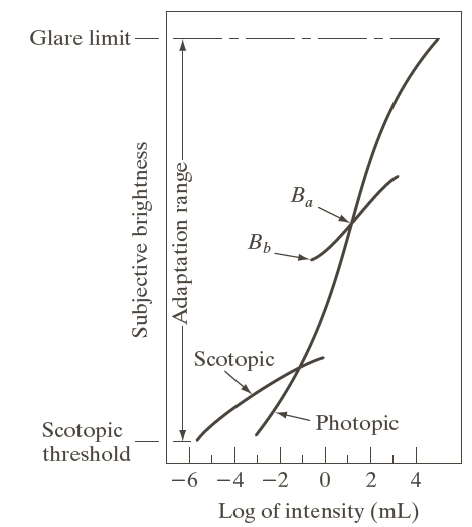 Glare limit
Subjective brightness
Adaptation range
B_a
B_b
Scotopic
Photopic
Scotopic
threshold
−6 −4 −2 0 2 4
Log of intensity (mL)